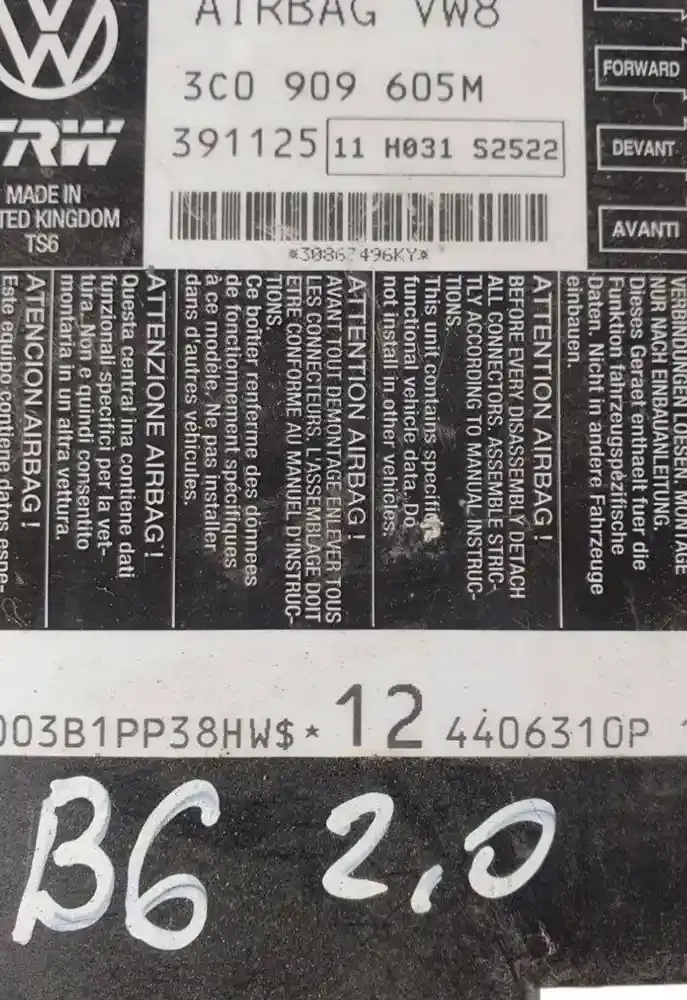 AIRBAG VW8
3C0 909 605M
391125 11 H031 S2522
TRW
MADE IN
TED KINGDOM
TS6
FORWARD
DEVANT
AVANTI
VERBINDUNGEN LOESEN. MONTAGE
NUR NACH EINBAUANLEITUNG.
Dieses Geraet enthaelt fuer die
Funktion fahrzeugspezifische
Daten. Nicht in andere Fahrzeuge
einbauen.
ATTENTION AIRBAG !
BEFORE EVERY DISASSEMBLY DETACH
ALL CONNECTORS. ASSEMBLE STRIC-
TLY ACCORDING TO MANUAL INSTRUC-
TIONS.
This unit contains specific
functional vehicle data. Do
not install in other vehicles.
ATTENTION AIRBAG !
AVANT TOUT DEMONTAGE ENLEVER TOUS
LES CONNECTEURS. L'ASSEMBLAGE DOIT
ETRE CONFORME AU MANUEL D'INSTRUC-
TIONS.
Ce boîtier renferme des données
de fonctionnement spécifiques
à ce modèle. Ne pas installer
dans d'autres véhicules.
ATTENZIONE AIRBAG !
Questa centralina contiene dati
funzionali specifici per la vet-
tura. Non e quindi consentito
montarla in un altra vettura.
ATENCION AIRBAG !
Este equipo contiene datos espe-
003B1PP38HW$* 12 4406310P
B6 2,0